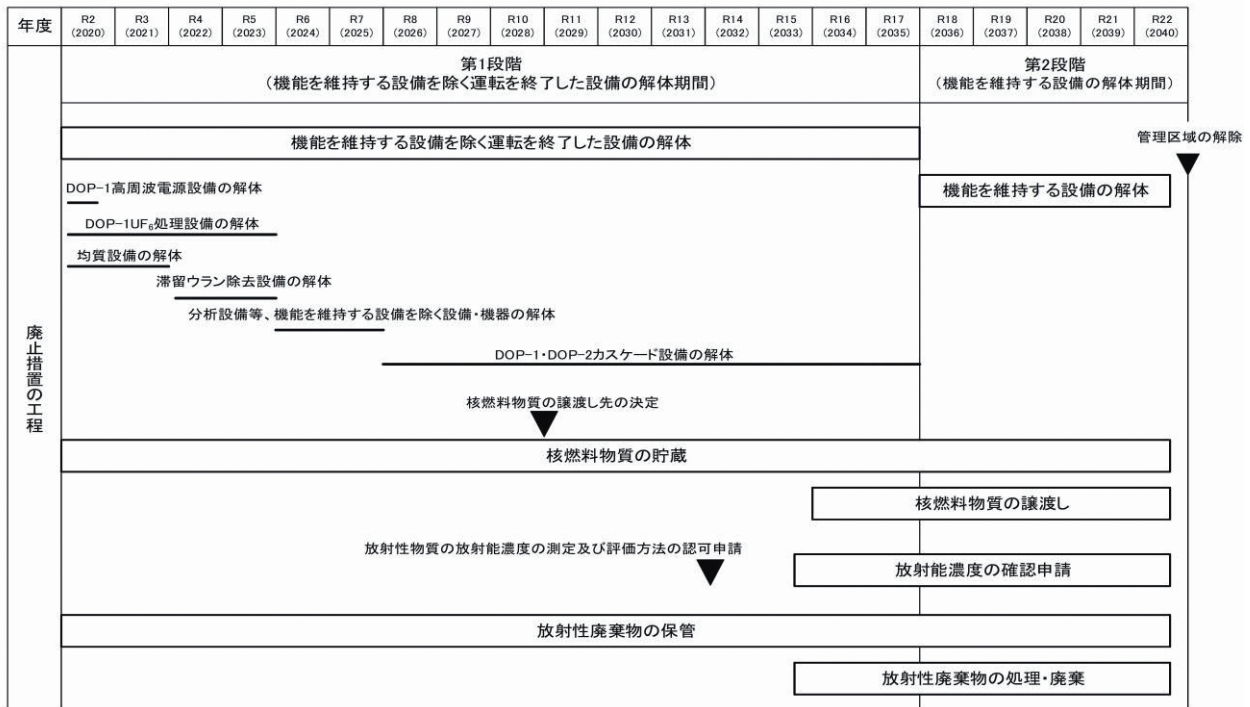 年度 R2 R3 R4 R5 R6 R7 R8 R9 R10 R11 R12 R13 R14 R15 R16 R17 R18 R19 R20 R21 R22
(2020) (2021) (2022) (2023) (2024) (2025) (2026) (2027) (2028) (2029) (2030) (2031) (2032) (2033) (2034) (2035) (2036) (2037) (2038) (2039) (2040)
第1段階
(機能を維持する設備を除く運転を終了した設備の解体期間)
第2段階
(機能を維持する設備の解体期間)
廃止措置の工程
機能を維持する設備を除く運転を終了した設備の解体
管理区域の解除
DOP-1高周波電源設備の解体
機能を維持する設備の解体
DOP-1UF₆処理設備の解体
均質設備の解体
滞留ウラン除去設備の解体
分析設備等、機能を維持する設備を除く設備・機器の解体
DOP-1・DOP-2カスケード設備の解体
核燃料物質の譲渡し先の決定
核燃料物質の貯蔵
核燃料物質の譲渡し
放射性物質の放射能濃度の測定及び評価方法の認可申請
放射能濃度の確認申請
放射性廃棄物の保管
放射性廃棄物の処理・廃棄